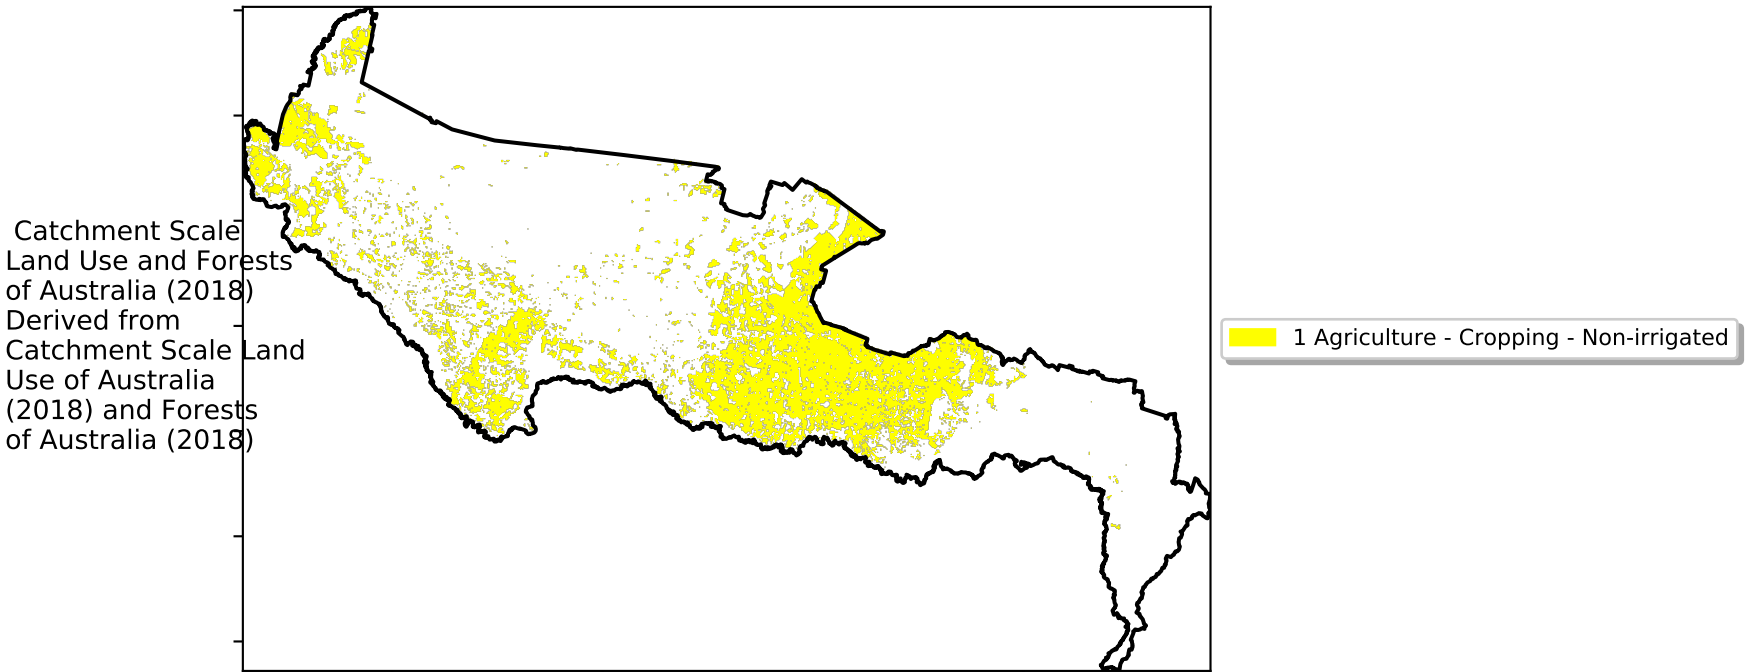 Catchment Scale
Land Use and Forests
of Australia (2018)
Derived from
Catchment Scale Land
Use of Australia
(2018) and Forests
of Australia (2018)
1 Agriculture - Cropping - Non-irrigated